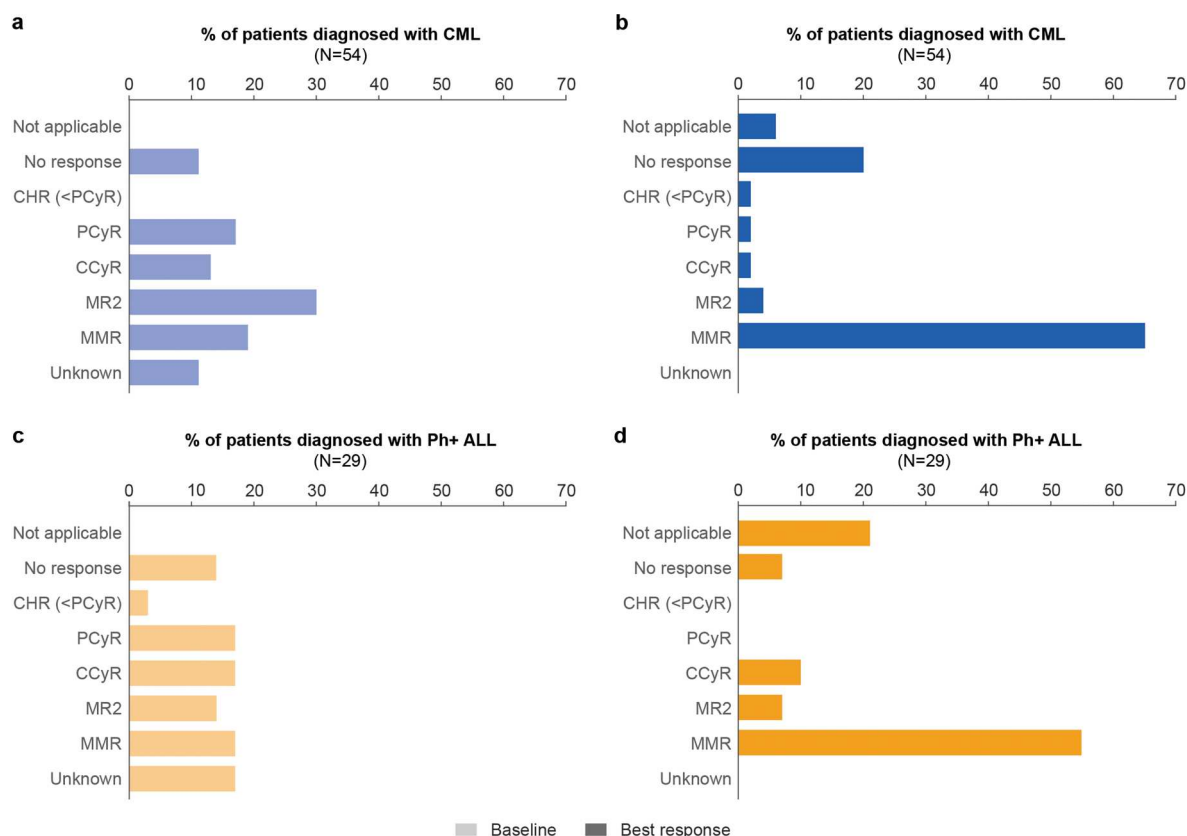 a
% of patients diagnosed with CML
(N=54)
0 10 20 30 40 50 60 70
Not applicable
No response
CHR (<PCyR)
PCyR
CCyR
MR2
MMR
Unknown
b
% of patients diagnosed with CML
(N=54)
0 10 20 30 40 50 60 70
Not applicable
No response
CHR (<PCyR)
PCyR
CCyR
MR2
MMR
Unknown
c
% of patients diagnosed with Ph+ ALL
(N=29)
0 10 20 30 40 50 60 70
Not applicable
No response
CHR (<PCyR)
PCyR
CCyR
MR2
MMR
Unknown
d
% of patients diagnosed with Ph+ ALL
(N=29)
0 10 20 30 40 50 60 70
Not applicable
No response
CHR (<PCyR)
PCyR
CCyR
MR2
MMR
Unknown
Baseline Best response